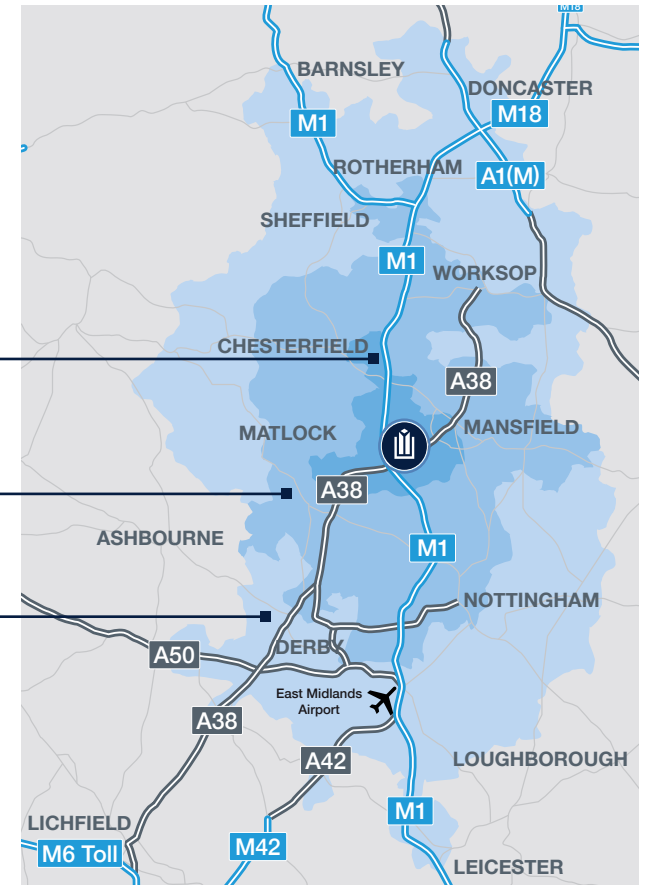 M18
BARNSLEY
DONCASTER
M18
M1
ROTHERHAM
A1(M)
SHEFFIELD
M1
WORKSOP
CHESTERFIELD
A38
MATLOCK
MANSFIELD
A38
ASHBOURNE
M1
NOTTINGHAM
DERBY
A50
East Midlands
Airport
A38
A42
LOUGHBOROUGH
M1
LICHFIELD
M6 Toll
M42
LEICESTER